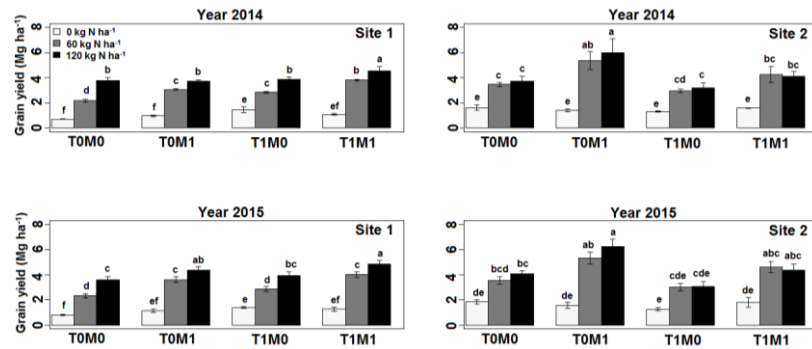 Year 2014
Site 1
0 kg N ha⁻¹
60 kg N ha⁻¹
120 kg N ha⁻¹
Grain yield (Mg ha⁻¹)
8
6
4
2
0
f d b
e c b
e c b
ef b a
T0M0 T0M1 T1M0 T1M1
Year 2014
Site 2
8
6
4
2
0
e c c
e ab a
e cd c
e bc bc
T0M0 T0M1 T1M0 T1M1
Year 2015
Site 1
Grain yield (Mg ha⁻¹)
8
6
4
2
0
f d c
ef c ab
e d bc
ef c a
T0M0 T0M1 T1M0 T1M1
Year 2015
Site 2
8
6
4
2
0
de bcd bc
de ab a
e cde cde
de abc abc
T0M0 T0M1 T1M0 T1M1